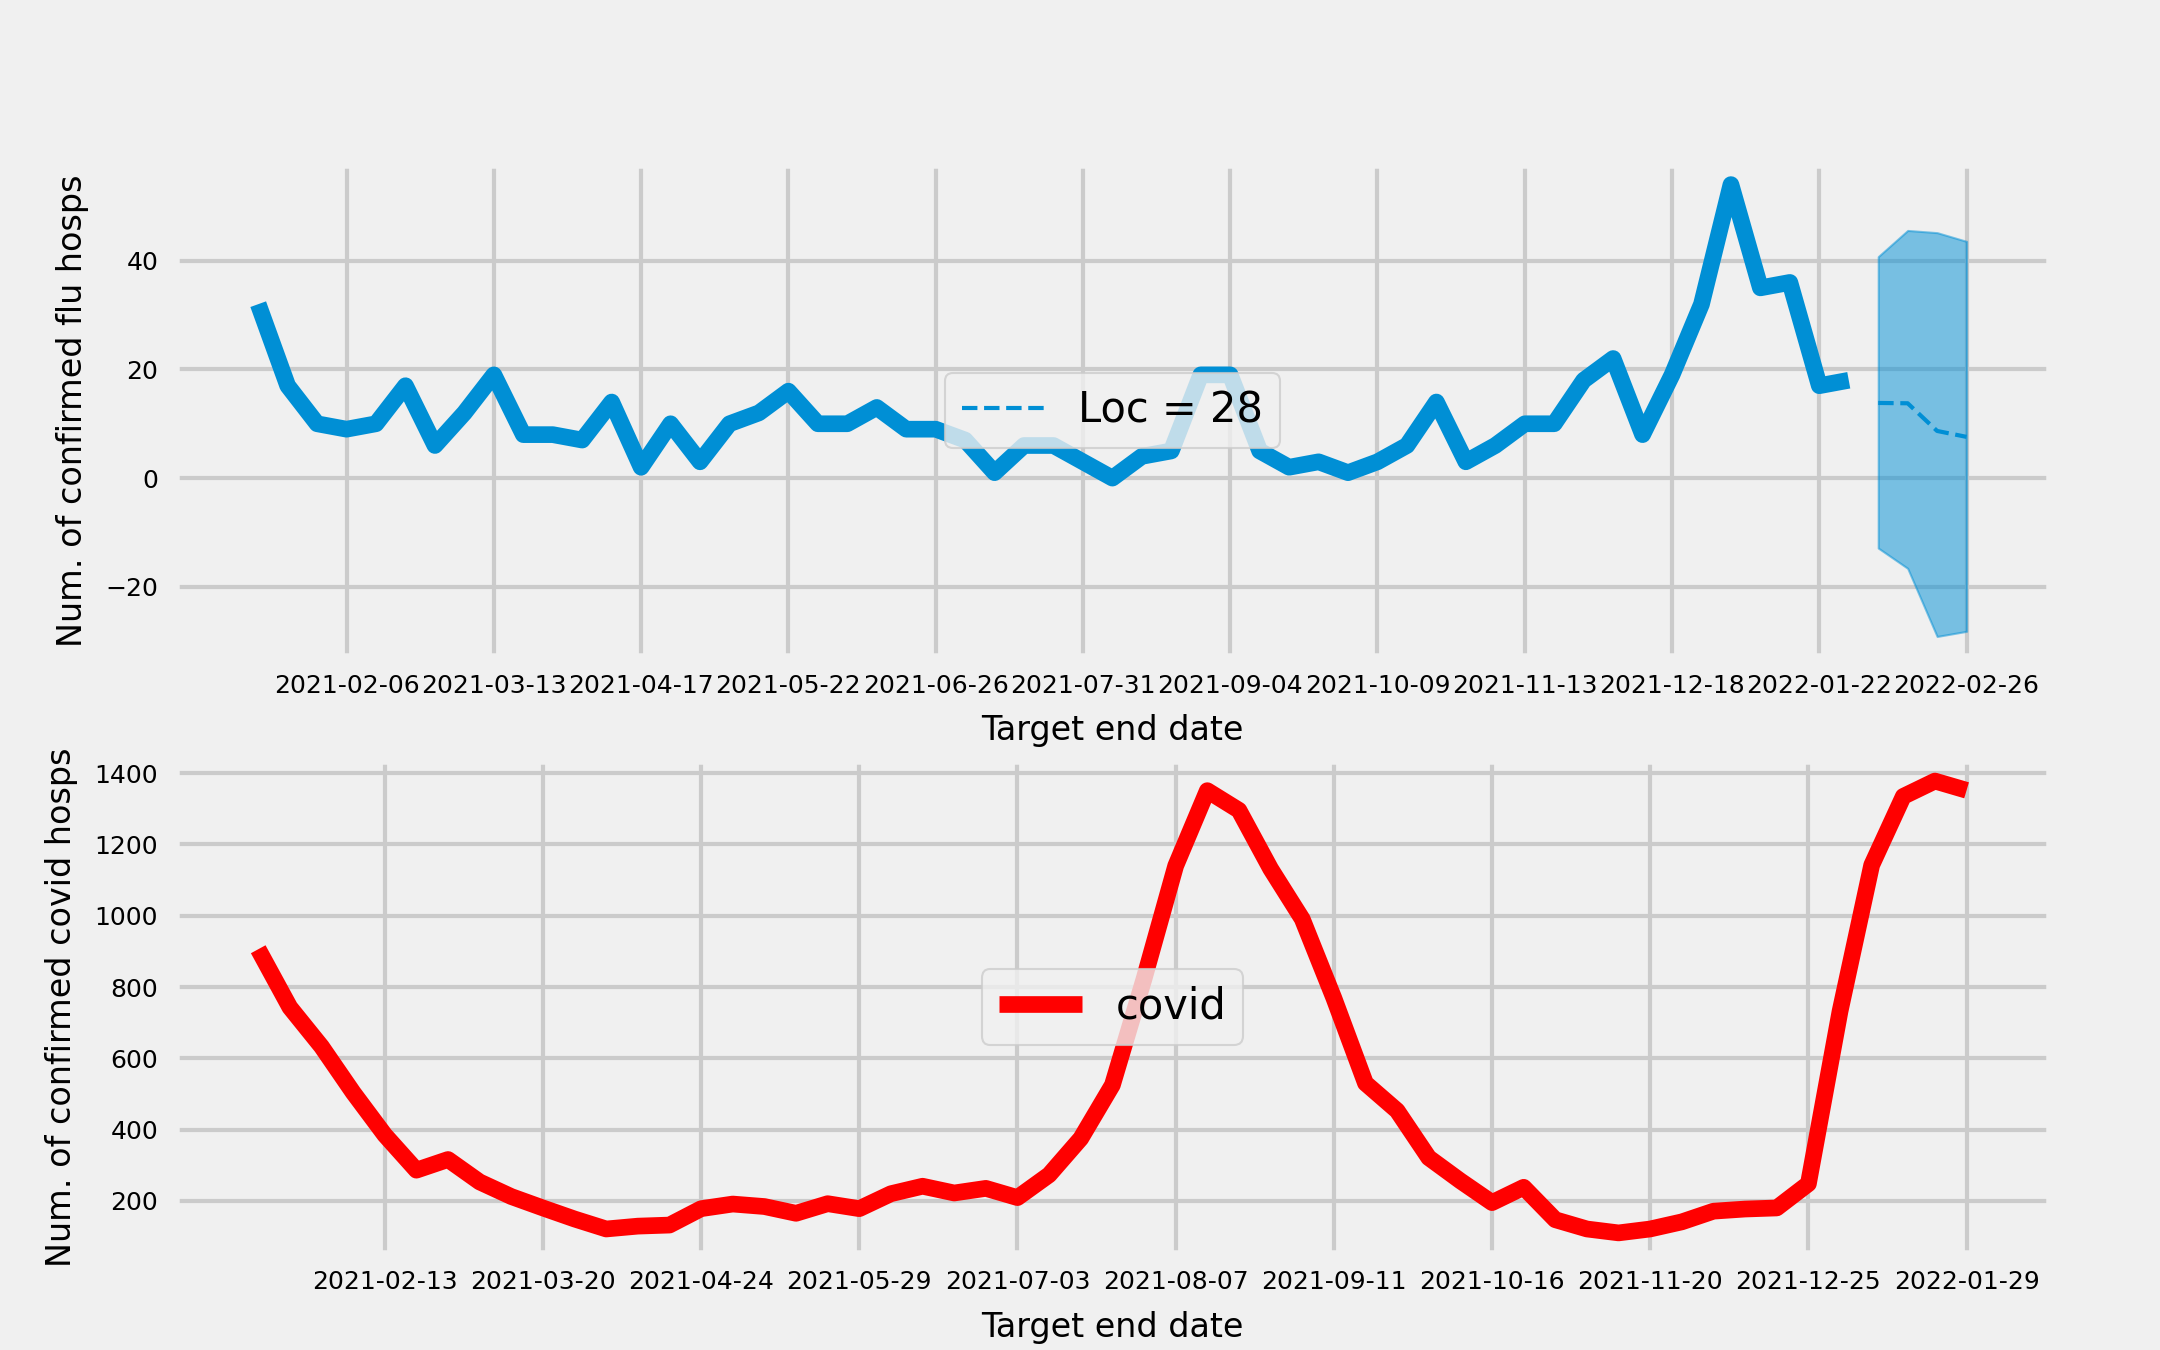 Num. of confirmed flu hosps
40
20
0
−20
Loc = 28
2021-02-06 2021-03-13 2021-04-17 2021-05-22 2021-06-26 2021-07-31 2021-09-04 2021-10-09 2021-11-13 2021-12-18 2022-01-22 2022-02-26
Target end date
Num. of confirmed covid hosps
1400
1200
1000
800
600
400
200
covid
2021-02-13 2021-03-20 2021-04-24 2021-05-29 2021-07-03 2021-08-07 2021-09-11 2021-10-16 2021-11-20 2021-12-25 2022-01-29
Target end date